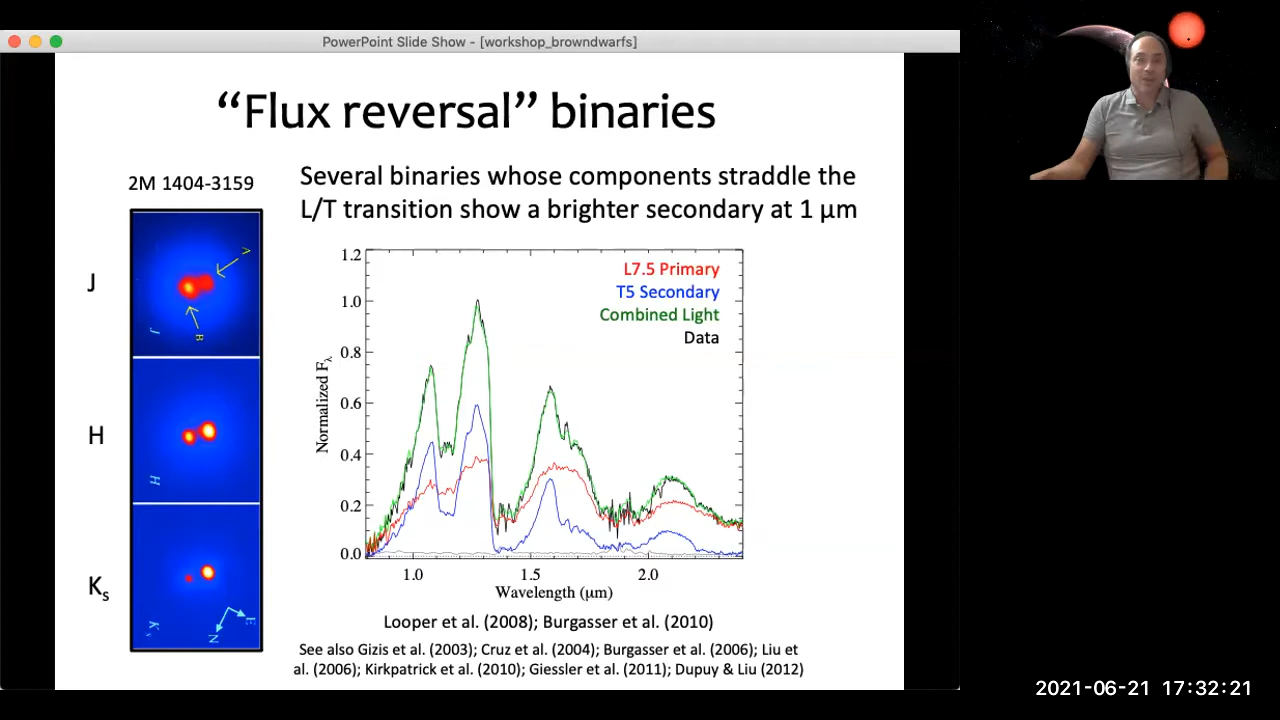 PowerPoint Slide Show - [workshop_browndwarfs]
“Flux reversal” binaries
2M 1404-3159
Several binaries whose components straddle the
L/T transition show a brighter secondary at 1 µm
J
A
B
J
H
H
Ks
Ks
N
E
1.2
1.0
0.8
0.6
0.4
0.2
0.0
Normalized Fλ
L7.5 Primary
T5 Secondary
Combined Light
Data
1.0 1.5 2.0
Wavelength (µm)
Looper et al. (2008); Burgasser et al. (2010)
See also Gizis et al. (2003); Cruz et al. (2004); Burgasser et al. (2006); Liu et
al. (2006); Kirkpatrick et al. (2010); Giessler et al. (2011); Dupuy & Liu (2012)
2021-06-21 17:32:21